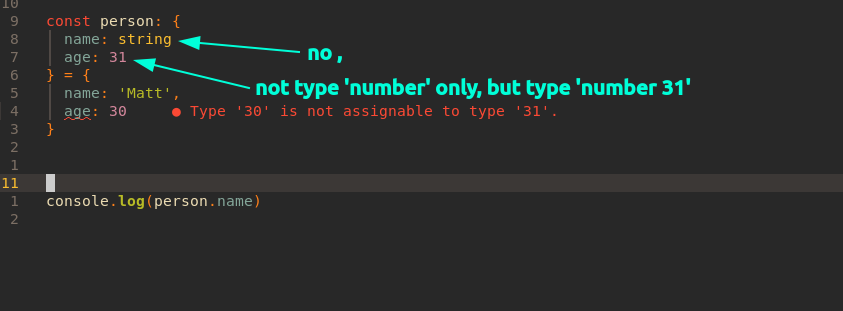 10
9 const person: {
8 name: string
no ,
7 age: 31
6 } = {
not type 'number' only, but type 'number 31'
5 name: 'Matt',
4 age: 30 ● Type '30' is not assignable to type '31'.
3 }
2
1
11
1 console.log(person.name)
2